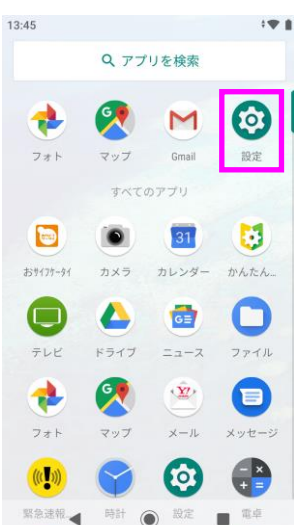 13:45
アプリを検索
フォト マップ Gmail 設定
すべてのアプリ
31
おサイフケータイ カメラ カレンダー かんたん...
GE
テレビ ドライブ ニュース ファイル
Y!
フォト マップ メール メッセージ
緊急速報... 時計 設定 電卓